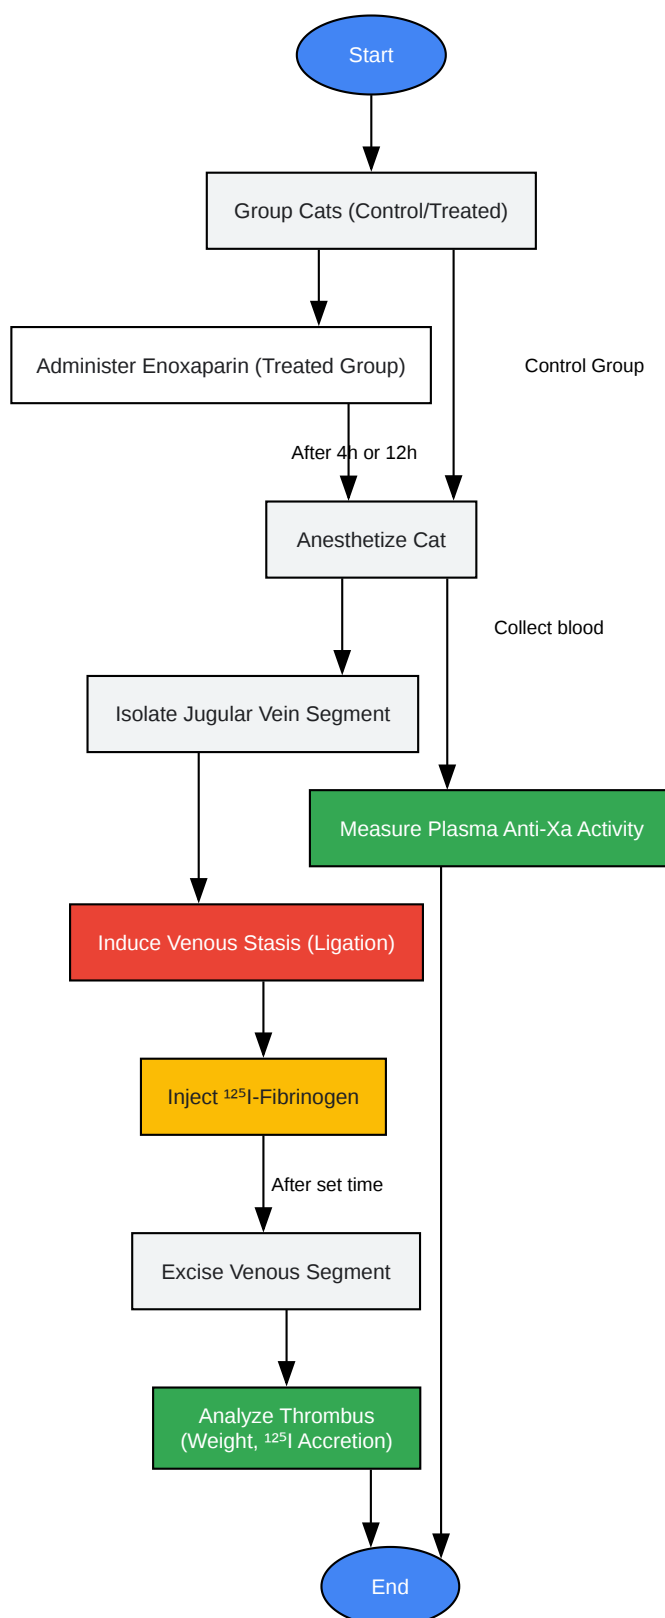 Start
Group Cats (Control/Treated)
Administer Enoxaparin (Treated Group)
Control Group
After 4h or 12h
Anesthetize Cat
Collect blood
Isolate Jugular Vein Segment
Measure Plasma Anti-Xa Activity
Induce Venous Stasis (Ligation)
Inject ¹²⁵I-Fibrinogen
After set time
Excise Venous Segment
Analyze Thrombus
(Weight, ¹²⁵I Accretion)
End